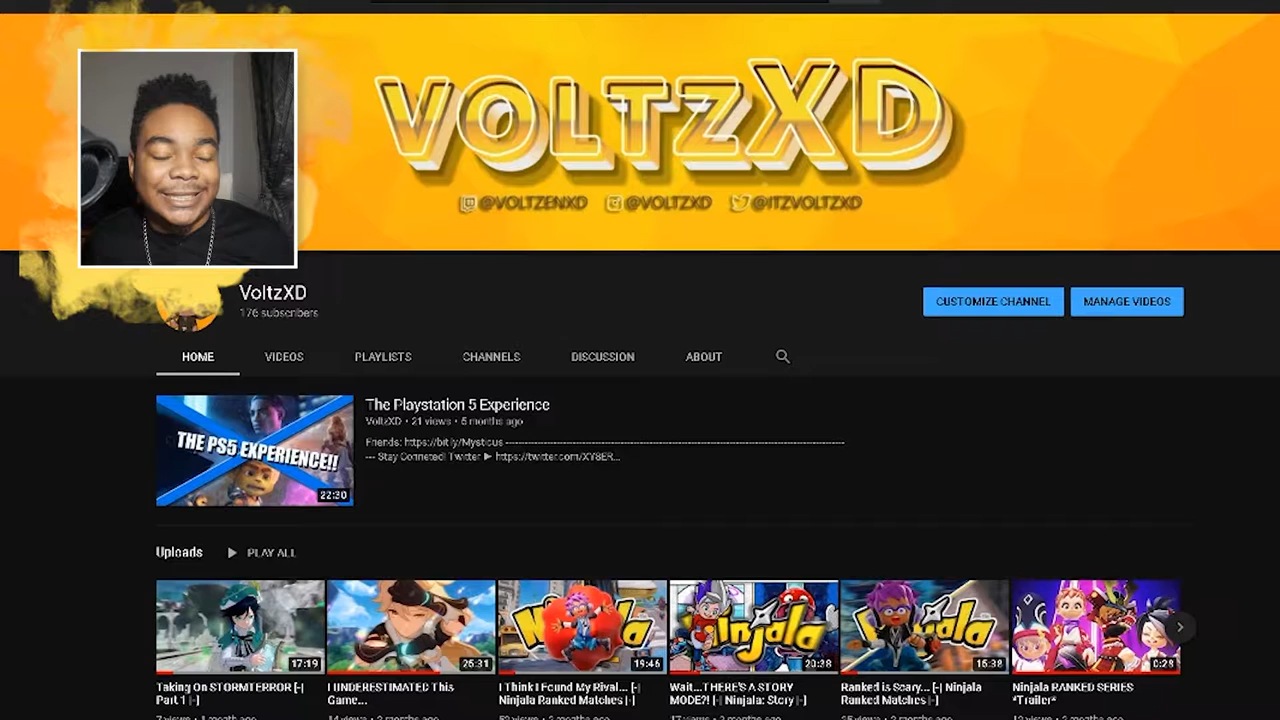 VOLTZXD
@VOLTZENXD @VOLTZXD @ITZVOLTZXD
VoltzXD
176 subscribers
CUSTOMIZE CHANNEL MANAGE VIDEOS
HOME VIDEOS PLAYLISTS CHANNELS DISCUSSION ABOUT
THE PS5 EXPERIENCE!!
22:30
The Playstation 5 Experience
VoltzXD • 21 views • 5 months ago
Friends: https://bit.ly/Mysticus
--- Stay Conneted! Twitter ► https://twitter.com/XY8ER...
Uploads PLAY ALL
Ninjala
17:19 25:31 19:46 20:38 15:38 0:28
Taking On STORMTERROR [-|
Part 1 |-]
I UNDERESTIMATED This
Game...
I Think I Found My Rival... [-|
Ninjala Ranked Matches |-]
Wait...THERE'S A STORY
MODE?! [-| Ninjala: Story |-]
Ranked is Scary... [-| Ninjala
Ranked Matches |-]
Ninjala RANKED SERIES
*Trailer*